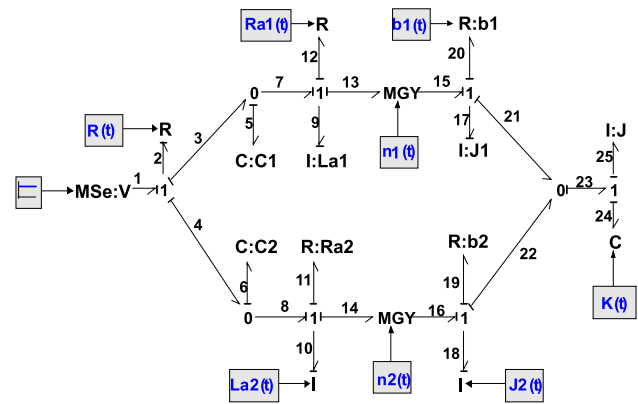 Ra1(t) R b1(t) R:b1
12 20
0 7 1 13 MGY 15 1
3 5 9 17 21
R(t) R C:C1 I:La1 n1(t) I:J1 I:J
2 25
MSe:V 1 1 0 23 1
4 24
C:C2 R:Ra2 R:b2 22 C
6 11 19 K(t)
0 8 1 14 MGY 16 1
10 18
La2(t) I n2(t) I J2(t)